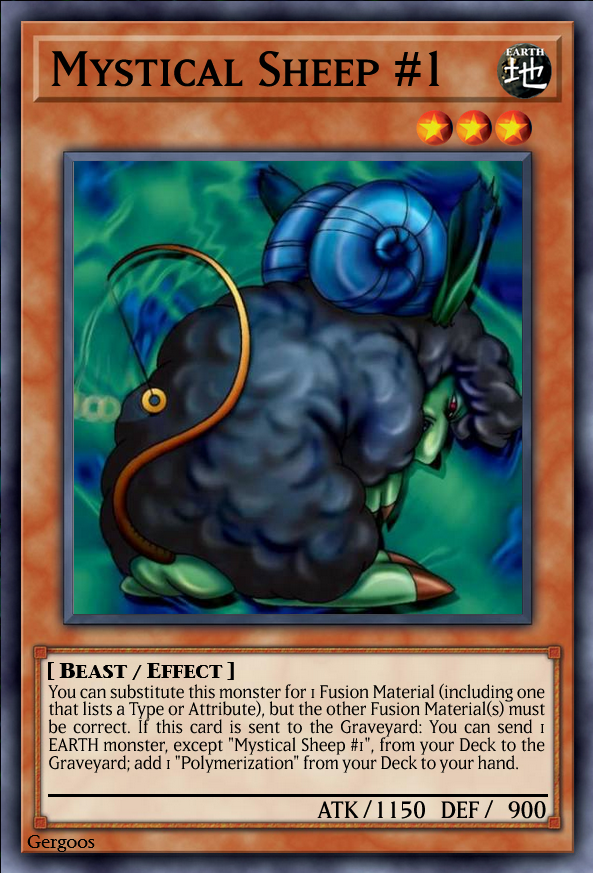 Mystical Sheep #1
EARTH
地
[ Beast / Effect ]
You can substitute this monster for 1 Fusion Material (including one
that lists a Type or Attribute), but the other Fusion Material(s) must
be correct. If this card is sent to the Graveyard: You can send 1
EARTH monster, except "Mystical Sheep #1", from your Deck to the
Graveyard; add 1 "Polymerization" from your Deck to your hand.
ATK / 1150 DEF / 900
Gergoos